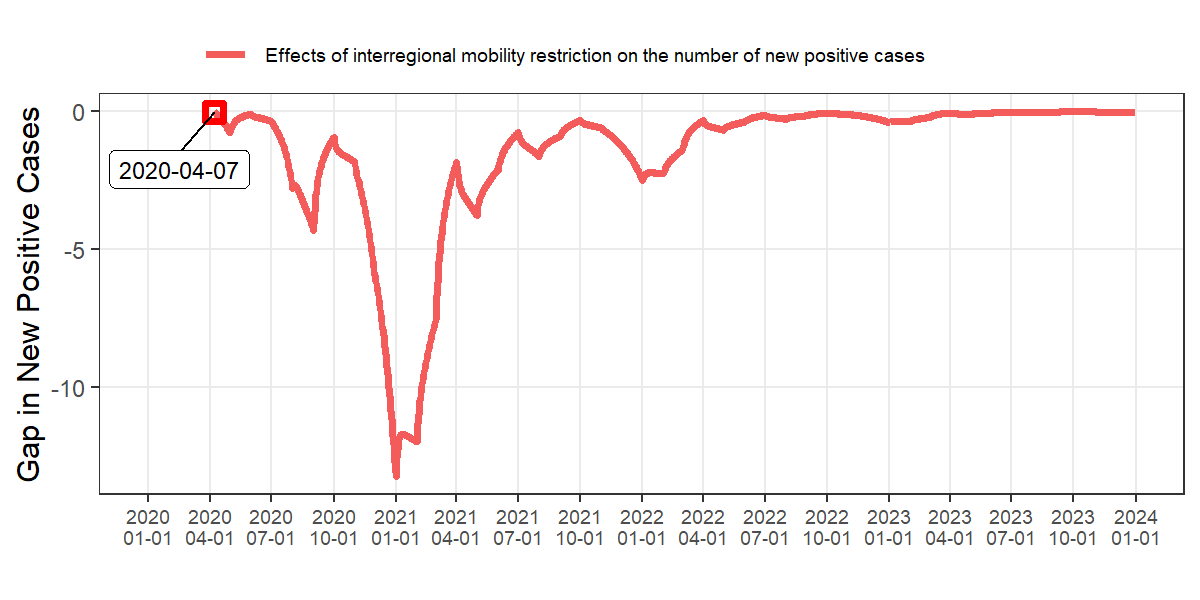 Effects of interregional mobility restriction on the number of new positive cases
Gap in New Positive Cases
0
-5
-10
2020-04-07
2020 2020 2020 2020 2021 2021 2021 2021 2022 2022 2022 2022 2023 2023 2023 2023 2024
01-01 04-01 07-01 10-01 01-01 04-01 07-01 10-01 01-01 04-01 07-01 10-01 01-01 04-01 07-01 10-01 01-01